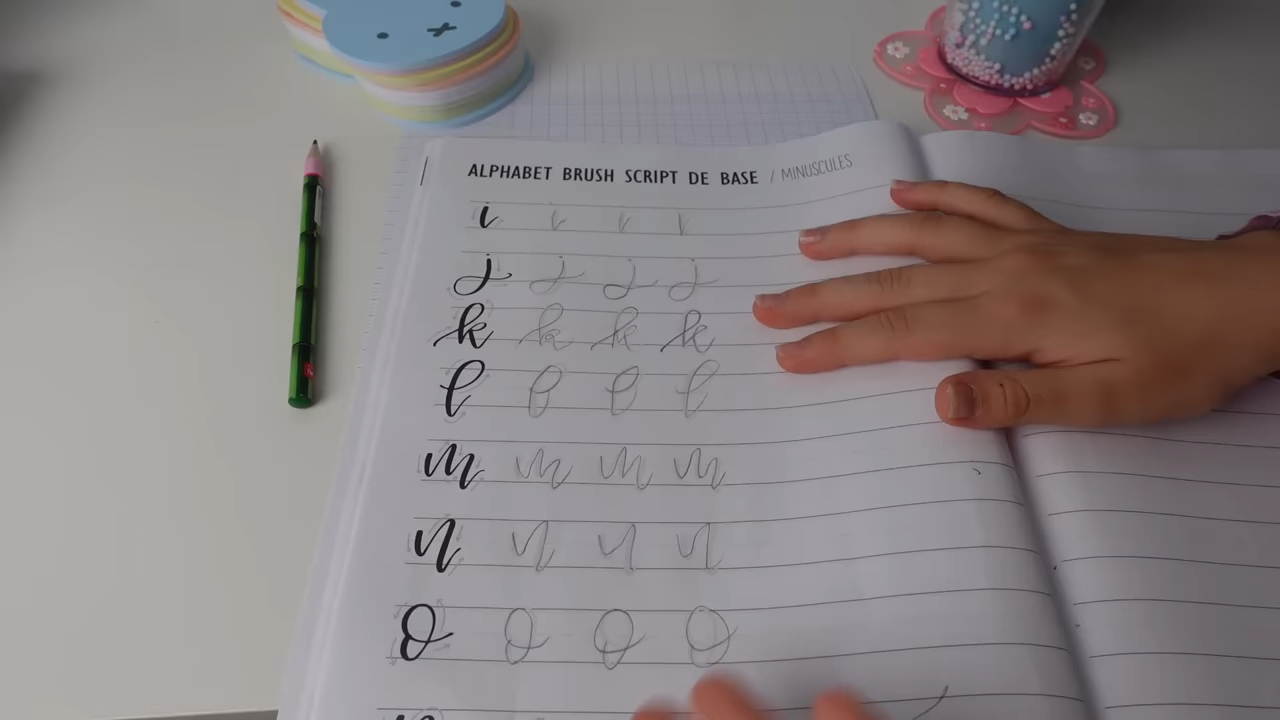 ALPHABET BRUSH SCRIPT DE BASE / MINUSCULES
i i i i
j j j j
k k k k
l l l l
m m m m
n n n n
o o o o